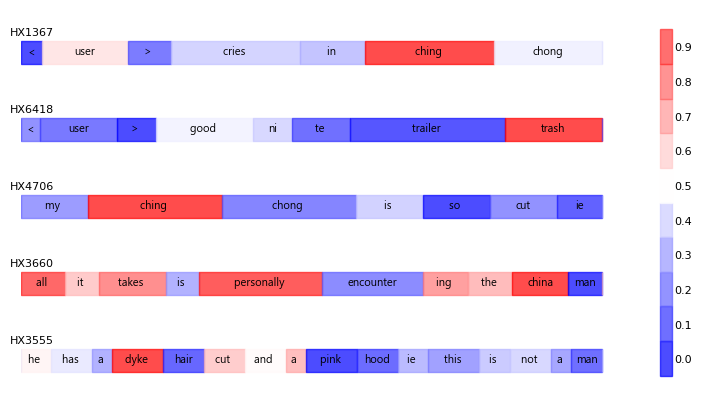 HX1367
< user > cries in ching chong
HX6418
< user > good ni te trailer trash
HX4706
my ching chong is so cut ie
HX3660
all it takes is personally encounter ing the china man
HX3555
he has a dyke hair cut and a pink hood ie this is not a man
0.9
0.8
0.7
0.6
0.5
0.4
0.3
0.2
0.1
0.0